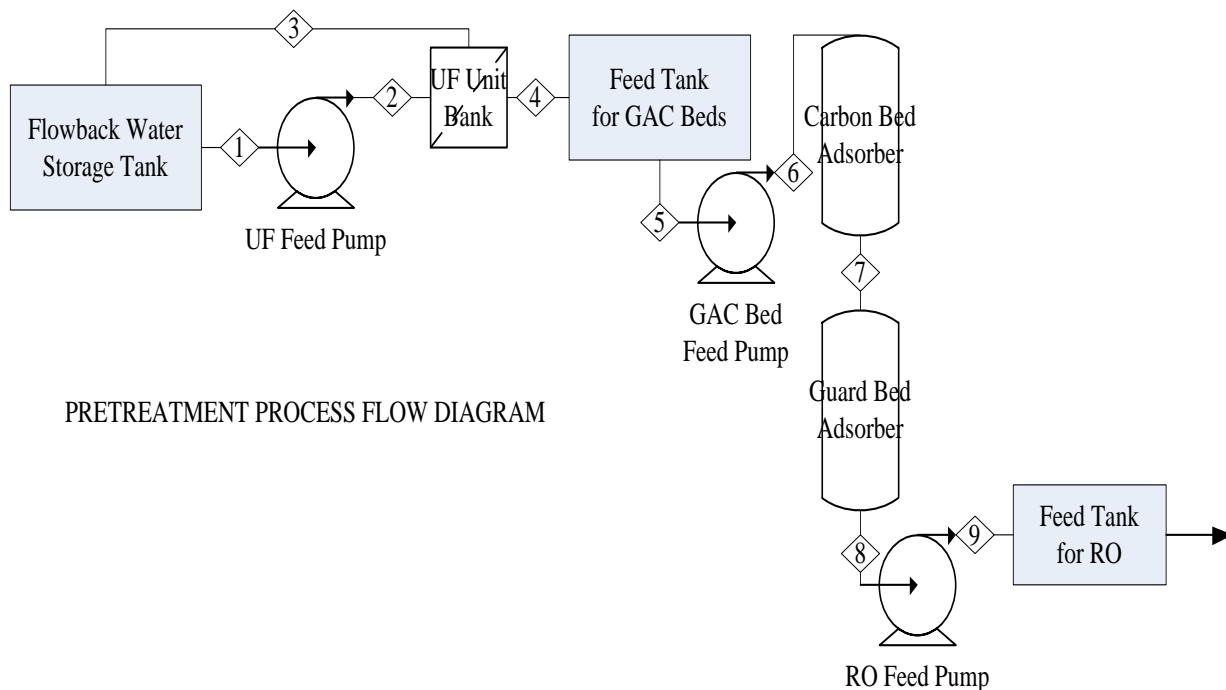 3
Flowback Water
Storage Tank
1
UF Feed Pump
2
UF Unit
Bank
4
Feed Tank
for GAC Beds
5
GAC Bed
Feed Pump
6
Carbon Bed
Adsorber
7
Guard Bed
Adsorber
PRETREATMENT PROCESS FLOW DIAGRAM
8
RO Feed Pump
9
Feed Tank
for RO